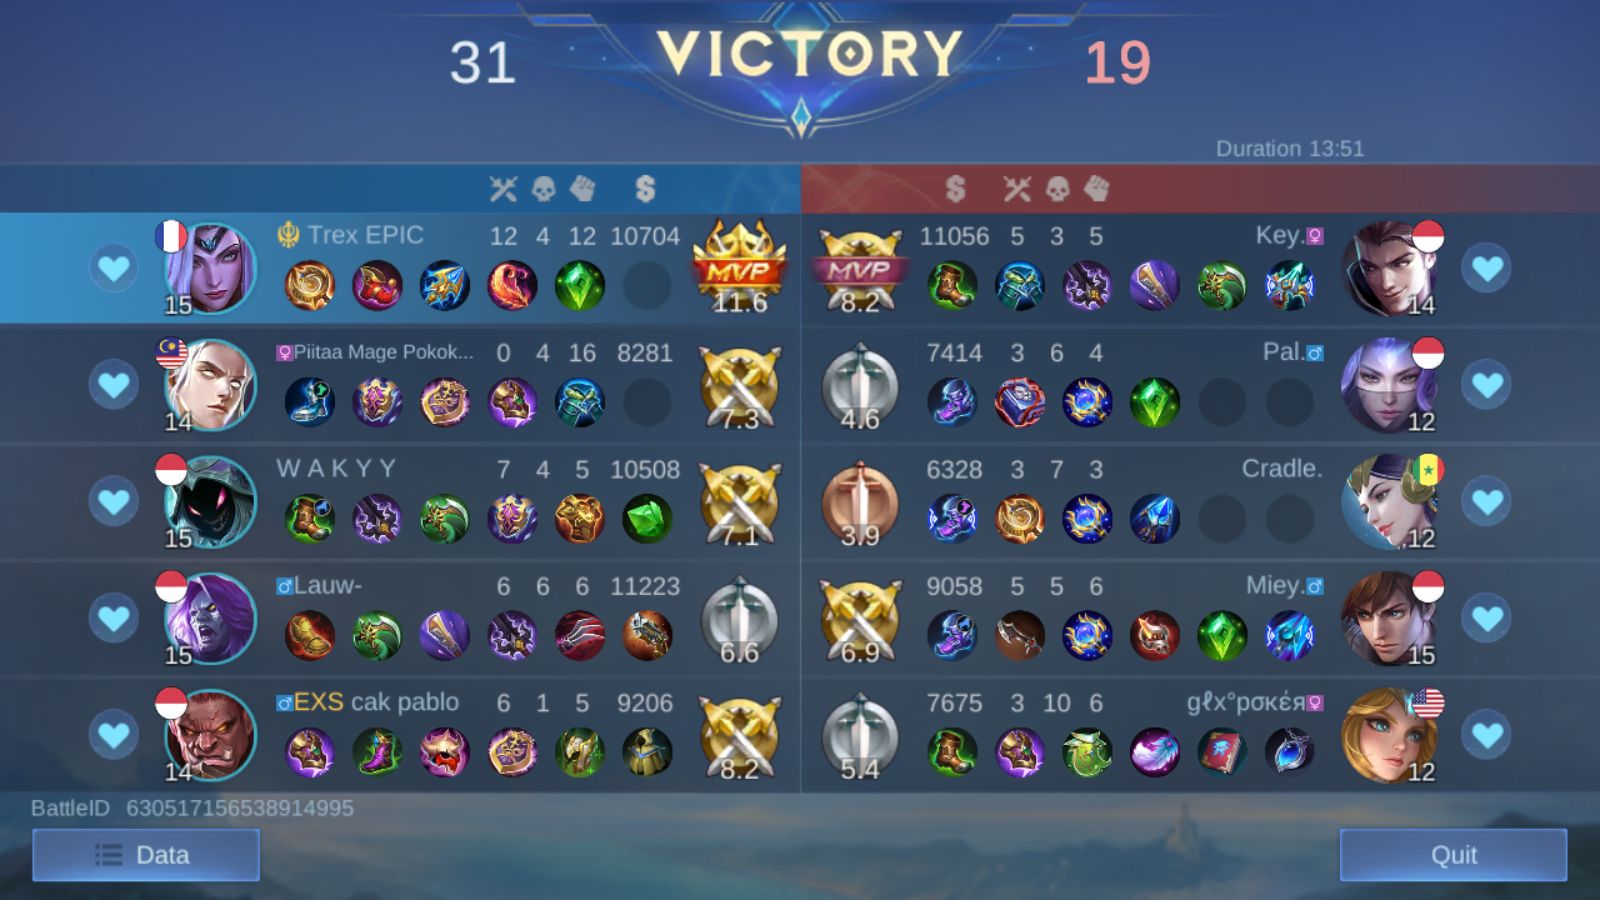 31 VICTORY 19
Duration 13:51
Trex EPIC 12 4 12 10704 MVP 11.6 15
MVP 8.2 11056 5 3 5 Key. 14
Piitaa Mage Pokok... 0 4 16 8281 7.3 14
4.6 7414 3 6 4 Pal. 12
W A K Y Y 7 4 5 10508 7.1 15
3.9 6328 3 7 3 Cradle. 12
Lauw- 6 6 6 11223 6.6 15
6.9 9058 5 5 6 Miey. 15
EXS cak pablo 6 1 5 9206 8.2 14
5.4 7675 3 10 6 gℓx°pσкέя 12
BattleID 630517156538914995
Data
Quit